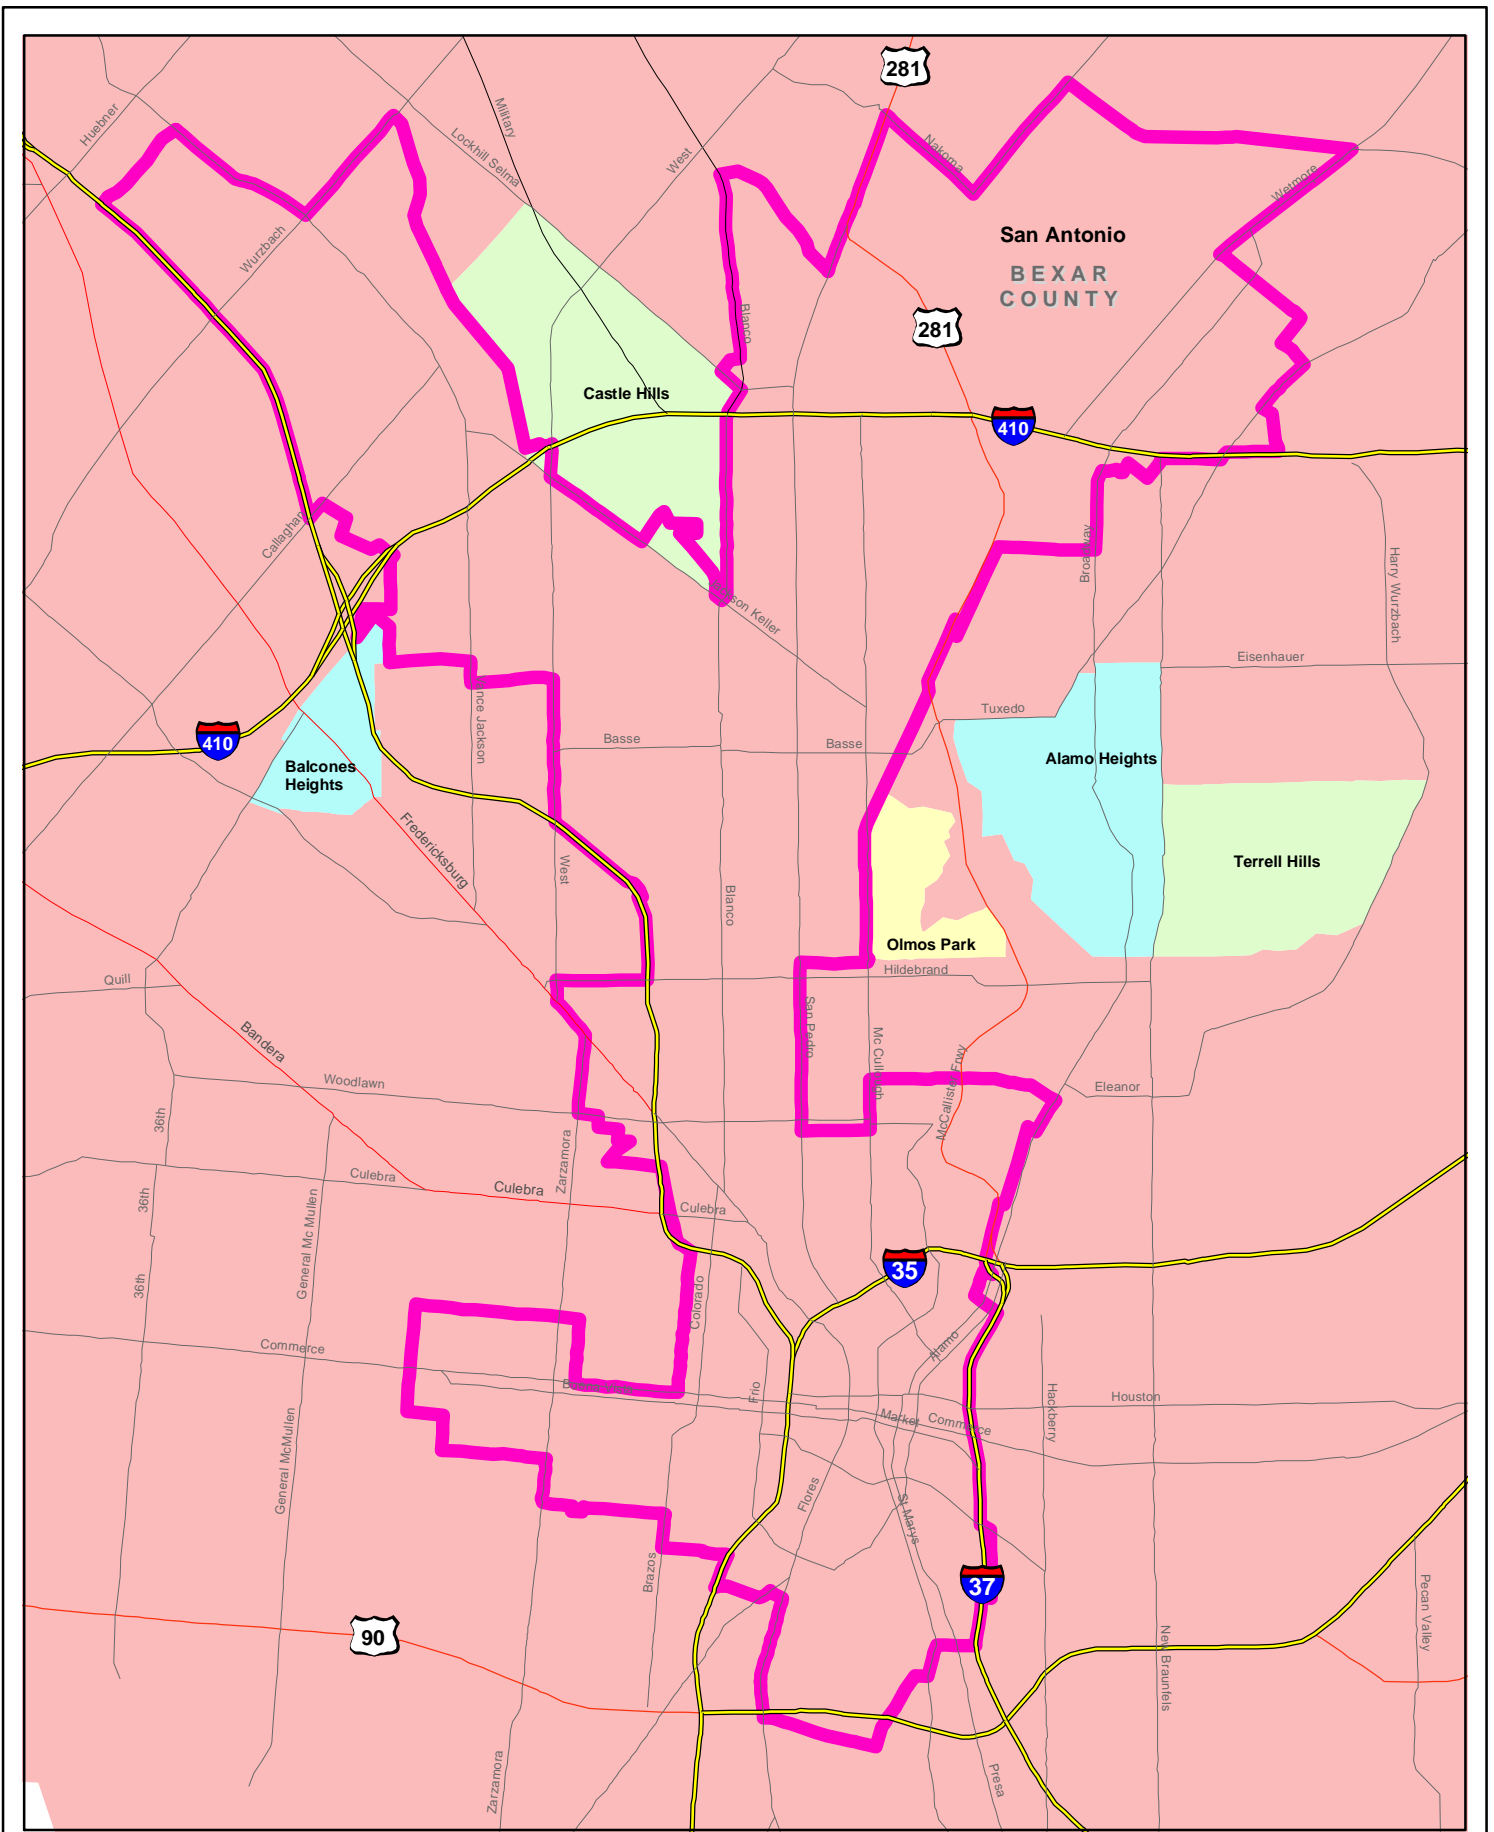 281
Huebner
Military
Lockhill Selma
West
Nakoma
Wetmore
Wurzbach
San Antonio
BEXAR
COUNTY
281
Blanco
Castle Hills
410
Callaghan
Broadway
Harry Wurzbach
Keller
Eisenhauer
Jackson
Tuxedo
Basse
Basse
410
Balcones
Heights
Alamo Heights
Fredericksburg
West
Blanco
Terrell Hills
Olmos Park
Hildebrand
Quill
San Pedro
Mc Cullough
Bandera
McCallister Frwy
Woodlawn
Eleanor
36th
Zarzamora
Culebra
Culebra
Culebra
36th
General Mc Mullen
35
36th
Colorado
Commerce
Alamo
Frio
Houston
Hackberry
Market
Commerce
General McMullen
Flores
St Marys
Brazos
37
Pecan Valley
90
New Braunfels
Zarzamora
Presa